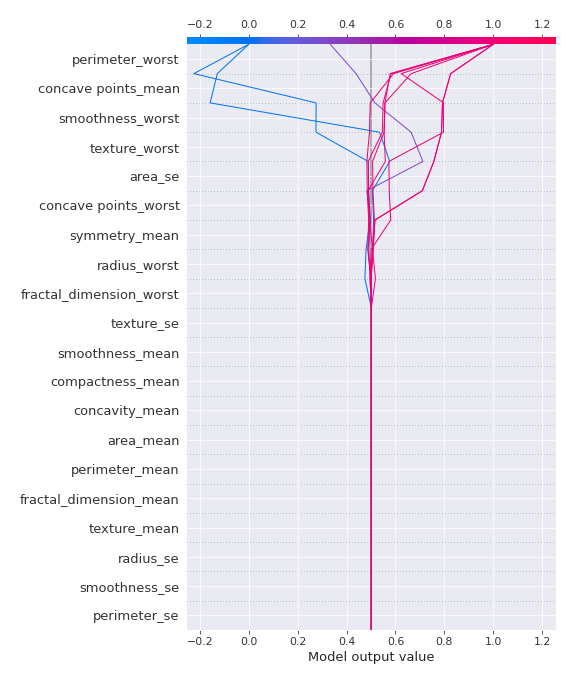 −0.2 0.0 0.2 0.4 0.6 0.8 1.0 1.2
perimeter_worst
concave points_mean
smoothness_worst
texture_worst
area_se
concave points_worst
symmetry_mean
radius_worst
fractal_dimension_worst
texture_se
smoothness_mean
compactness_mean
concavity_mean
area_mean
perimeter_mean
fractal_dimension_mean
texture_mean
radius_se
smoothness_se
perimeter_se
−0.2 0.0 0.2 0.4 0.6 0.8 1.0 1.2
Model output value